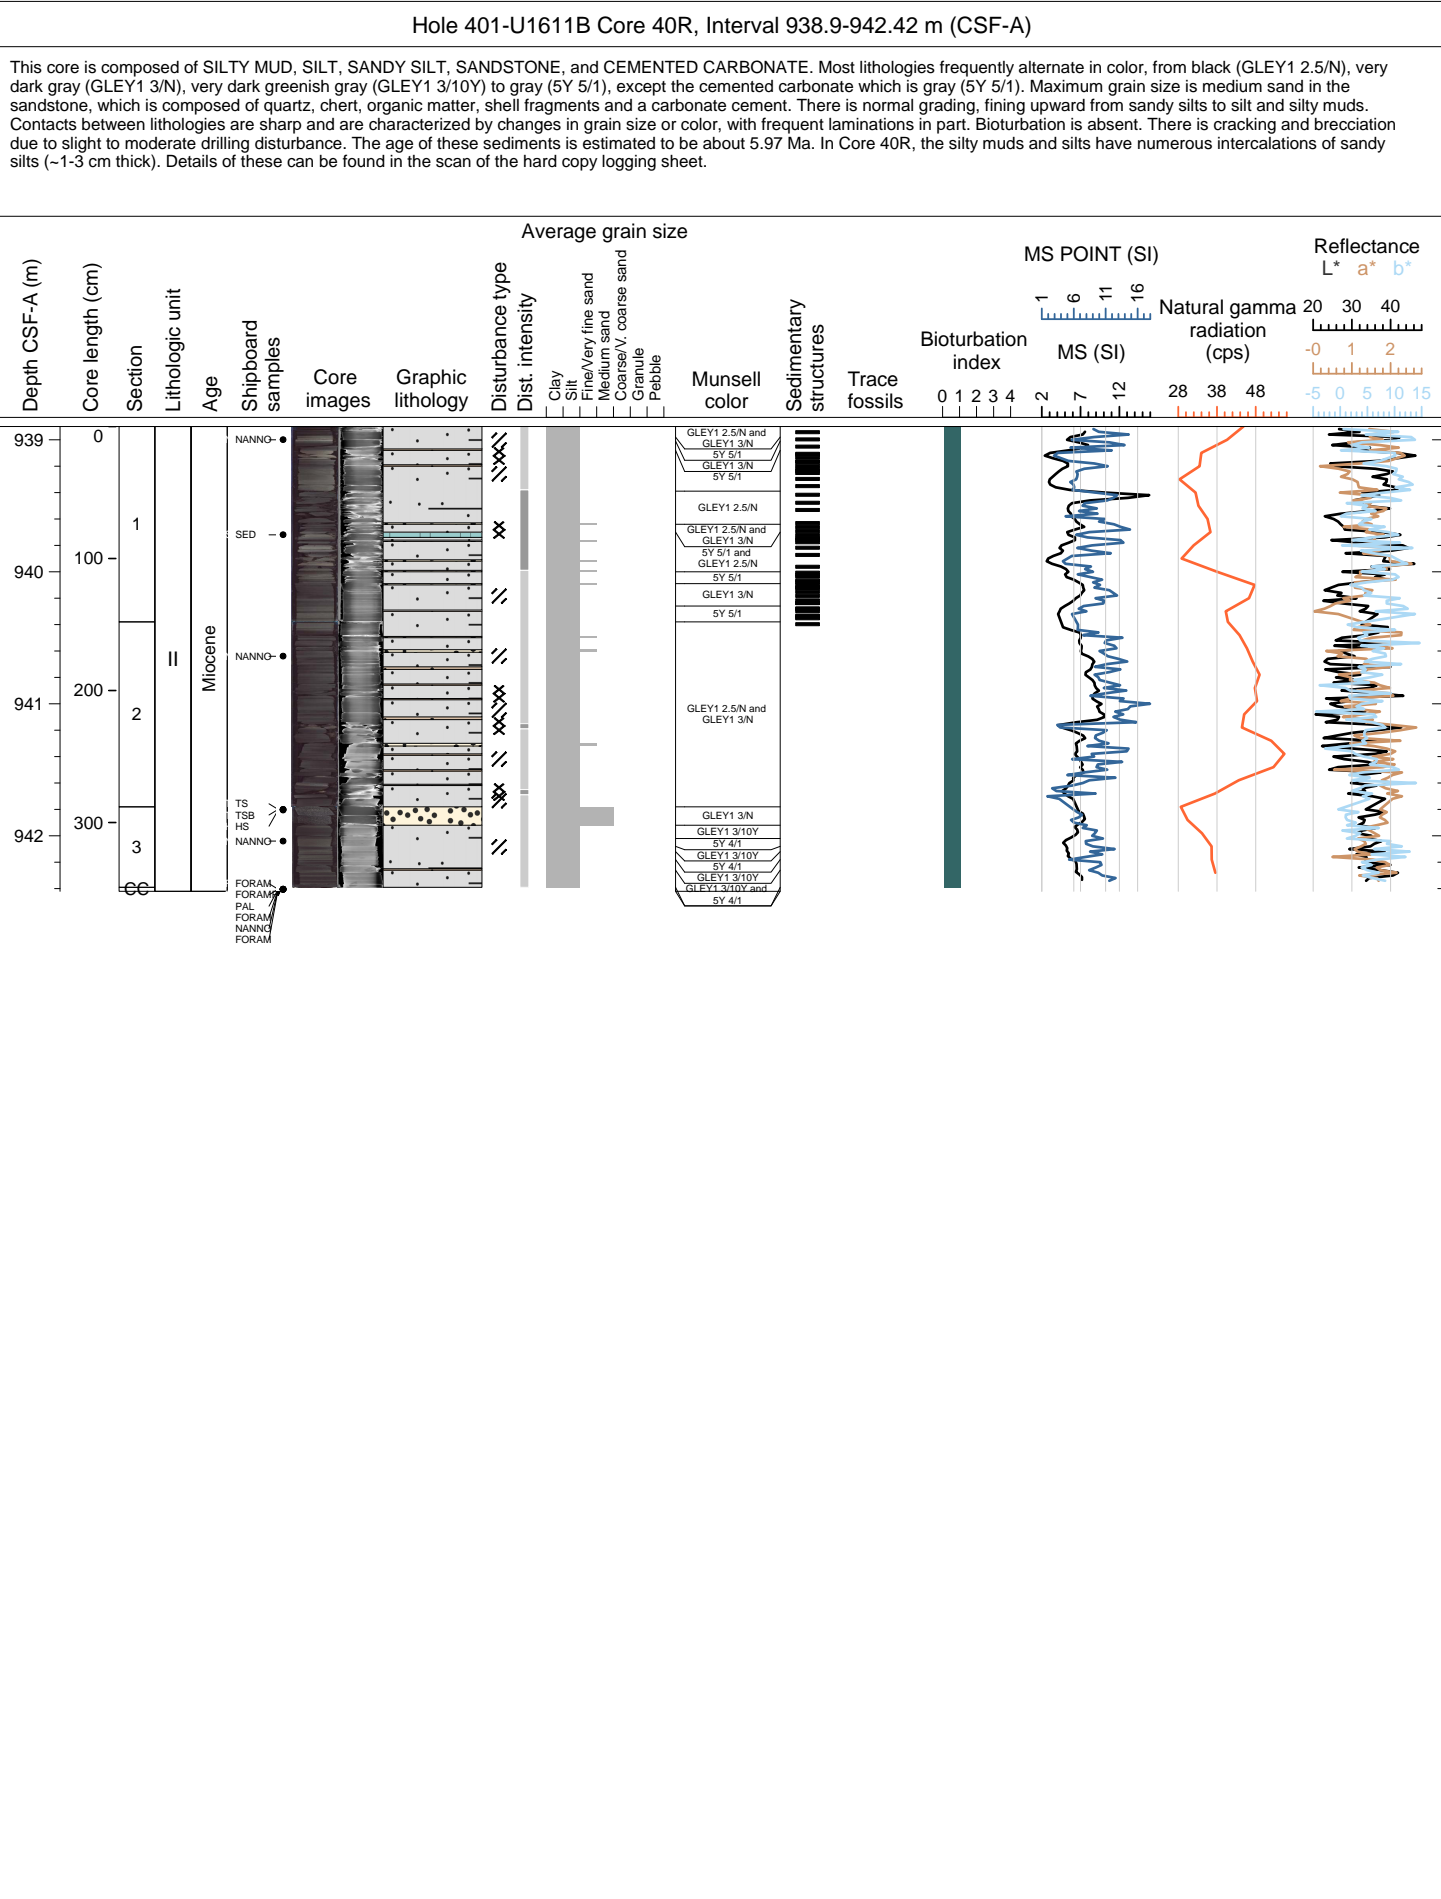 Hole 401-U1611B Core 40R, Interval 938.9-942.42 m (CSF-A)
This core is composed of SILTY MUD, SILT, SANDY SILT, SANDSTONE, and CEMENTED CARBONATE. Most lithologies frequently alternate in color, from black (GLEY1 2.5/N), very
dark gray (GLEY1 3/N), very dark greenish gray (GLEY1 3/10Y) to gray (5Y 5/1), except the cemented carbonate which is gray (5Y 5/1). Maximum grain size is medium sand in the
sandstone, which is composed of quartz, chert, organic matter, shell fragments and a carbonate cement. There is normal grading, fining upward from sandy silts to silt and silty muds.
Contacts between lithologies are sharp and are characterized by changes in grain size or color, with frequent laminations in part. Bioturbation is absent. There is cracking and brecciation
due to slight to moderate drilling disturbance. The age of these sediments is estimated to be about 5.97 Ma. In Core 40R, the silty muds and silts have numerous intercalations of sandy
silts (~1-3 cm thick). Details of these can be found in the scan of the hard copy logging sheet.
Depth CSF-A (m)
Core length (cm)
Section
Lithologic unit
Age
Shipboard
samples
Core
images
Graphic
lithology
Disturbance type
Dist. intensity
Average grain size
Clay
Silt
Fine/Very fine sand
Medium sand
Coarse/V. coarse sand
Granule
Pebble
Munsell
color
Sedimentary
structures
Trace
fossils
Bioturbation
index
0 1 2 3 4
MS POINT (SI)
1 6 11 16
MS (SI)
2 7 12
Natural gamma
radiation
(cps)
28 38 48
Reflectance
L* a* b*
20 30 40
-0 1 2
-5 0 5 10 15
939
940
941
942
0
100
200
300
1
2
3
CC
II
Miocene
NANNO
SED
NANNO
TS
TSB
HS
NANNO
FORAM
FORAM
PAL
FORAM
NANNO
FORAM
GLEY1 2.5/N and
GLEY1 3/N
5Y 5/1
GLEY1 3/N
5Y 5/1
GLEY1 2.5/N
GLEY1 2.5/N and
GLEY1 3/N
5Y 5/1 and
GLEY1 2.5/N
5Y 5/1
GLEY1 3/N
5Y 5/1
GLEY1 2.5/N and
GLEY1 3/N
GLEY1 3/N
GLEY1 3/10Y
5Y 4/1
GLEY1 3/10Y
5Y 4/1
GLEY1 3/10Y
GLEY1 3/10Y and
5Y 4/1